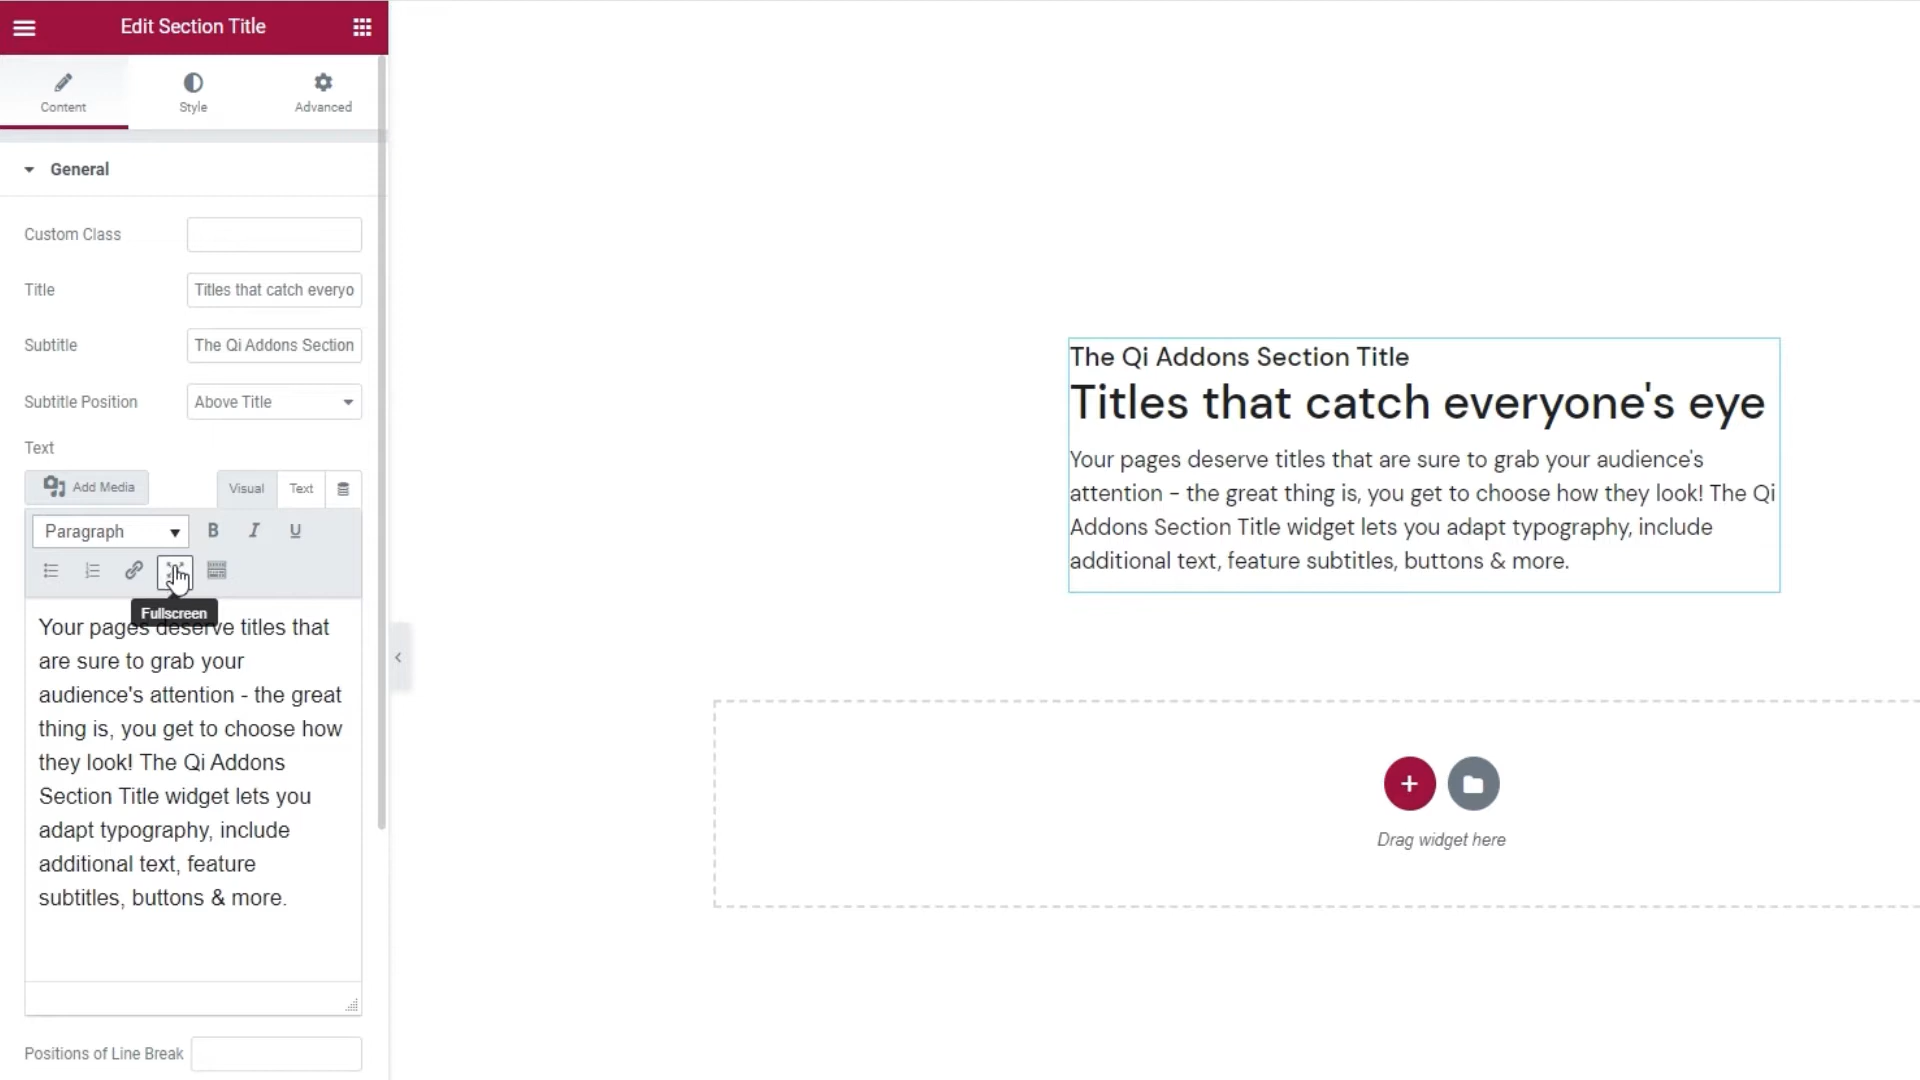 Edit Section Title
Content
Style
Advanced
General
Custom Class
Title
Titles that catch everyo
Subtitle
The Qi Addons Section
Subtitle Position
Above Title
Text
Add Media
Visual
Text
Paragraph
B
I
U
Fullscreen
Your pages deserve titles that
are sure to grab your
audience's attention - the great
thing is, you get to choose how
they look! The Qi Addons
Section Title widget lets you
adapt typography, include
additional text, feature
subtitles, buttons & more.
Positions of Line Break
The Qi Addons Section Title
Titles that catch everyone's eye
Your pages deserve titles that are sure to grab your audience's
attention - the great thing is, you get to choose how they look! The Qi
Addons Section Title widget lets you adapt typography, include
additional text, feature subtitles, buttons & more.
Drag widget here